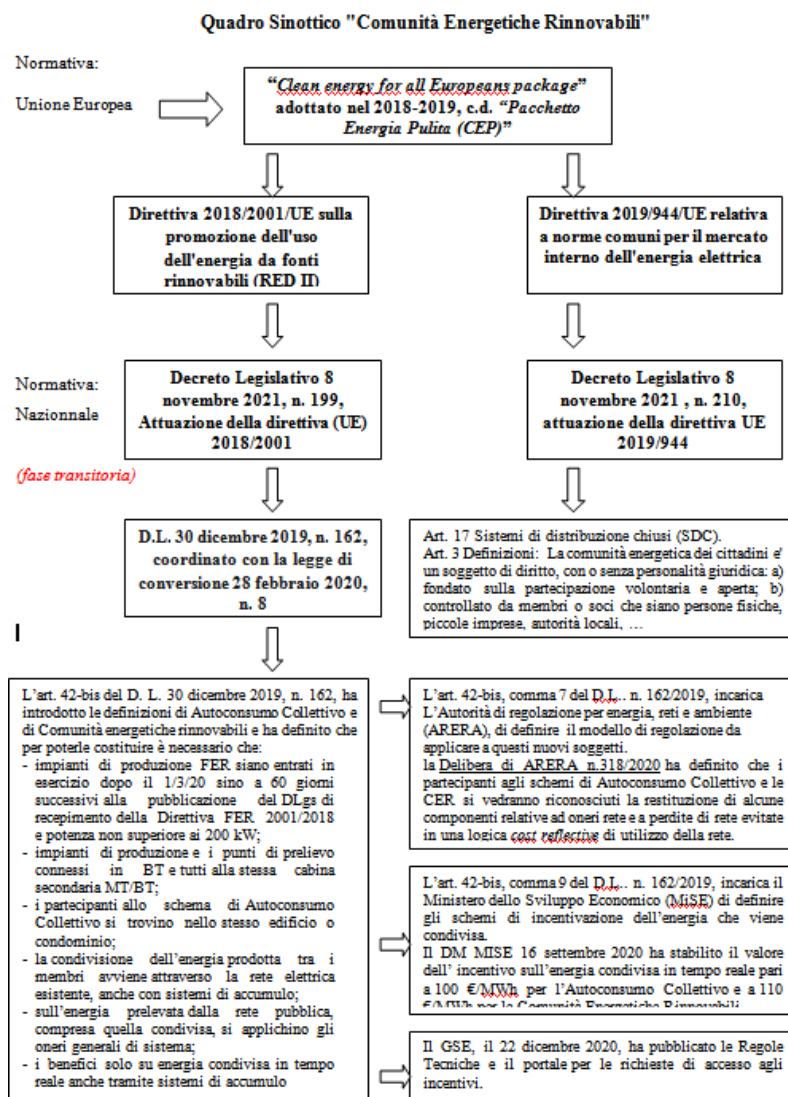 Quadro Sinottico "Comunità Energetiche Rinnovabili"
Normativa:
Unione Europea
“Clean energy for all Europeans package”
adottato nel 2018-2019, c.d. “Pacchetto
Energia Pulita (CEP)”
Direttiva 2018/2001/UE sulla
promozione dell'uso
dell'energia da fonti
rinnovabili (RED II)
Direttiva 2019/944/UE relativa
a norme comuni per il mercato
interno dell'energia elettrica
Normativa:
Nazionnale
(fase transitoria)
Decreto Legislativo 8
novembre 2021, n. 199,
Attuazione della direttiva (UE)
2018/2001
Decreto Legislativo 8
novembre 2021 , n. 210,
attuazione della direttiva UE
2019/944
D.L. 30 dicembre 2019, n. 162,
coordinato con la legge di
conversione 28 febbraio 2020,
n. 8
Art. 17 Sistemi di distribuzione chiusi (SDC).
Art. 3 Definizioni: La comunità energetica dei cittadini e'
un soggetto di diritto, con o senza personalità giuridica: a)
fondato sulla partecipazione volontaria e aperta; b)
controllato da membri o soci che siano persone fisiche,
piccole imprese, autorità locali, …
L’art. 42-bis del D. L. 30 dicembre 2019, n. 162, ha
introdotto le definizioni di Autoconsumo Collettivo e
di Comunità energetiche rinnovabili e ha definito che
per poterle costituire è necessario che:
- impianti di produzione FER siano entrati in
esercizio dopo il 1/3/20 sino a 60 giorni
successivi alla pubblicazione del DLgs di
recepimento della Direttiva FER 2001/2018
e potenza non superiore ai 200 kW;
- impianti di produzione e i punti di prelievo
connessi in BT e tutti alla stessa cabina
secondaria MT/BT;
- i partecipanti allo schema di Autoconsumo
Collettivo si trovino nello stesso edificio o
condominio;
- la condivisione dell’energia prodotta tra i
membri avviene attraverso la rete elettrica
esistente, anche con sistemi di accumulo;
- sull’energia prelevata dalla rete pubblica,
compresa quella condivisa, si applichino gli
oneri generali di sistema;
- i benefici solo su energia condivisa in tempo
reale anche tramite sistemi di accumulo
L’art. 42-bis, comma 7 del D.L.. n. 162/2019, incarica
L’Autorità di regolazione per energia, reti e ambiente
(ARERA), di definire il modello di regolazione da
applicare a questi nuovi soggetti.
la Delibera di ARERA n.318/2020 ha definito che i
partecipanti agli schemi di Autoconsumo Collettivo e le
CER si vedranno riconosciuti la restituzione di alcune
componenti relative ad oneri rete e a perdite di rete evitate
in una logica cost reflective di utilizzo della rete.
L’art. 42-bis, comma 9 del D.L.. n. 162/2019, incarica il
Ministero dello Sviluppo Economico (MiSE) di definire
gli schemi di incentivazione dell’energia che viene
condivisa.
Il DM MISE 16 settembre 2020 ha stabilito il valore
dell’ incentivo sull’energia condivisa in tempo reale pari
a 100 €/MWh per l’Autoconsumo Collettivo e a 110
€/MWh per le Comunità Energetiche Rinnovabili
Il GSE, il 22 dicembre 2020, ha pubblicato le Regole
Tecniche e il portale per le richieste di accesso agli
incentivi.